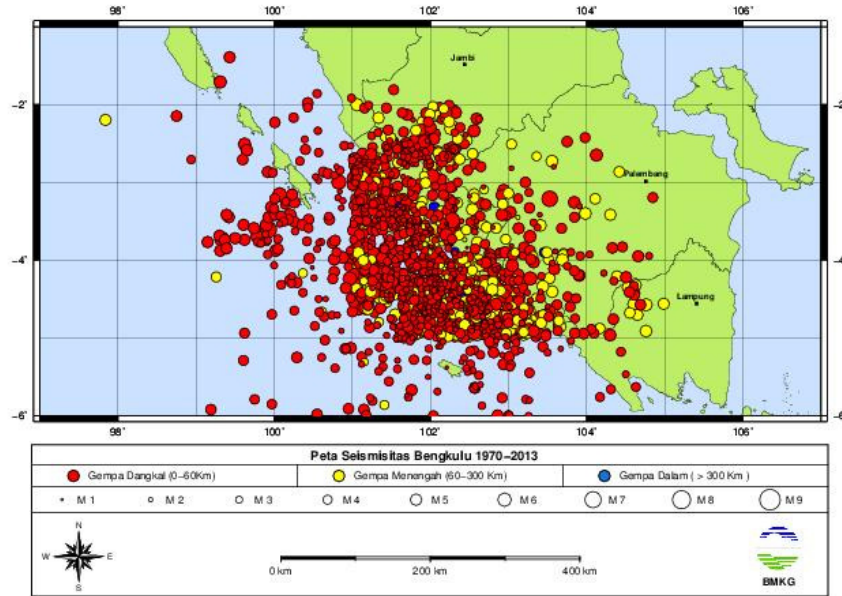 98˚ 100˚ 102˚ 104˚ 106˚
Jambi
−2˚ −2˚
Palembang
−4˚ −4˚
Lampung
−6˚ −6˚
98˚ 100˚ 102˚ 104˚ 106˚
Peta Seismisitas Bengkulu 1970−2013
Gempa Dangkal (0−60Km) Gempa Menengah (60−300 Km) Gempa Dalam ( > 300 Km )
M 1 M 2 M 3 M 4 M 5 M 6 M 7 M 8 M 9
N
W E
S
0 km 200 km 400 km
BMKG